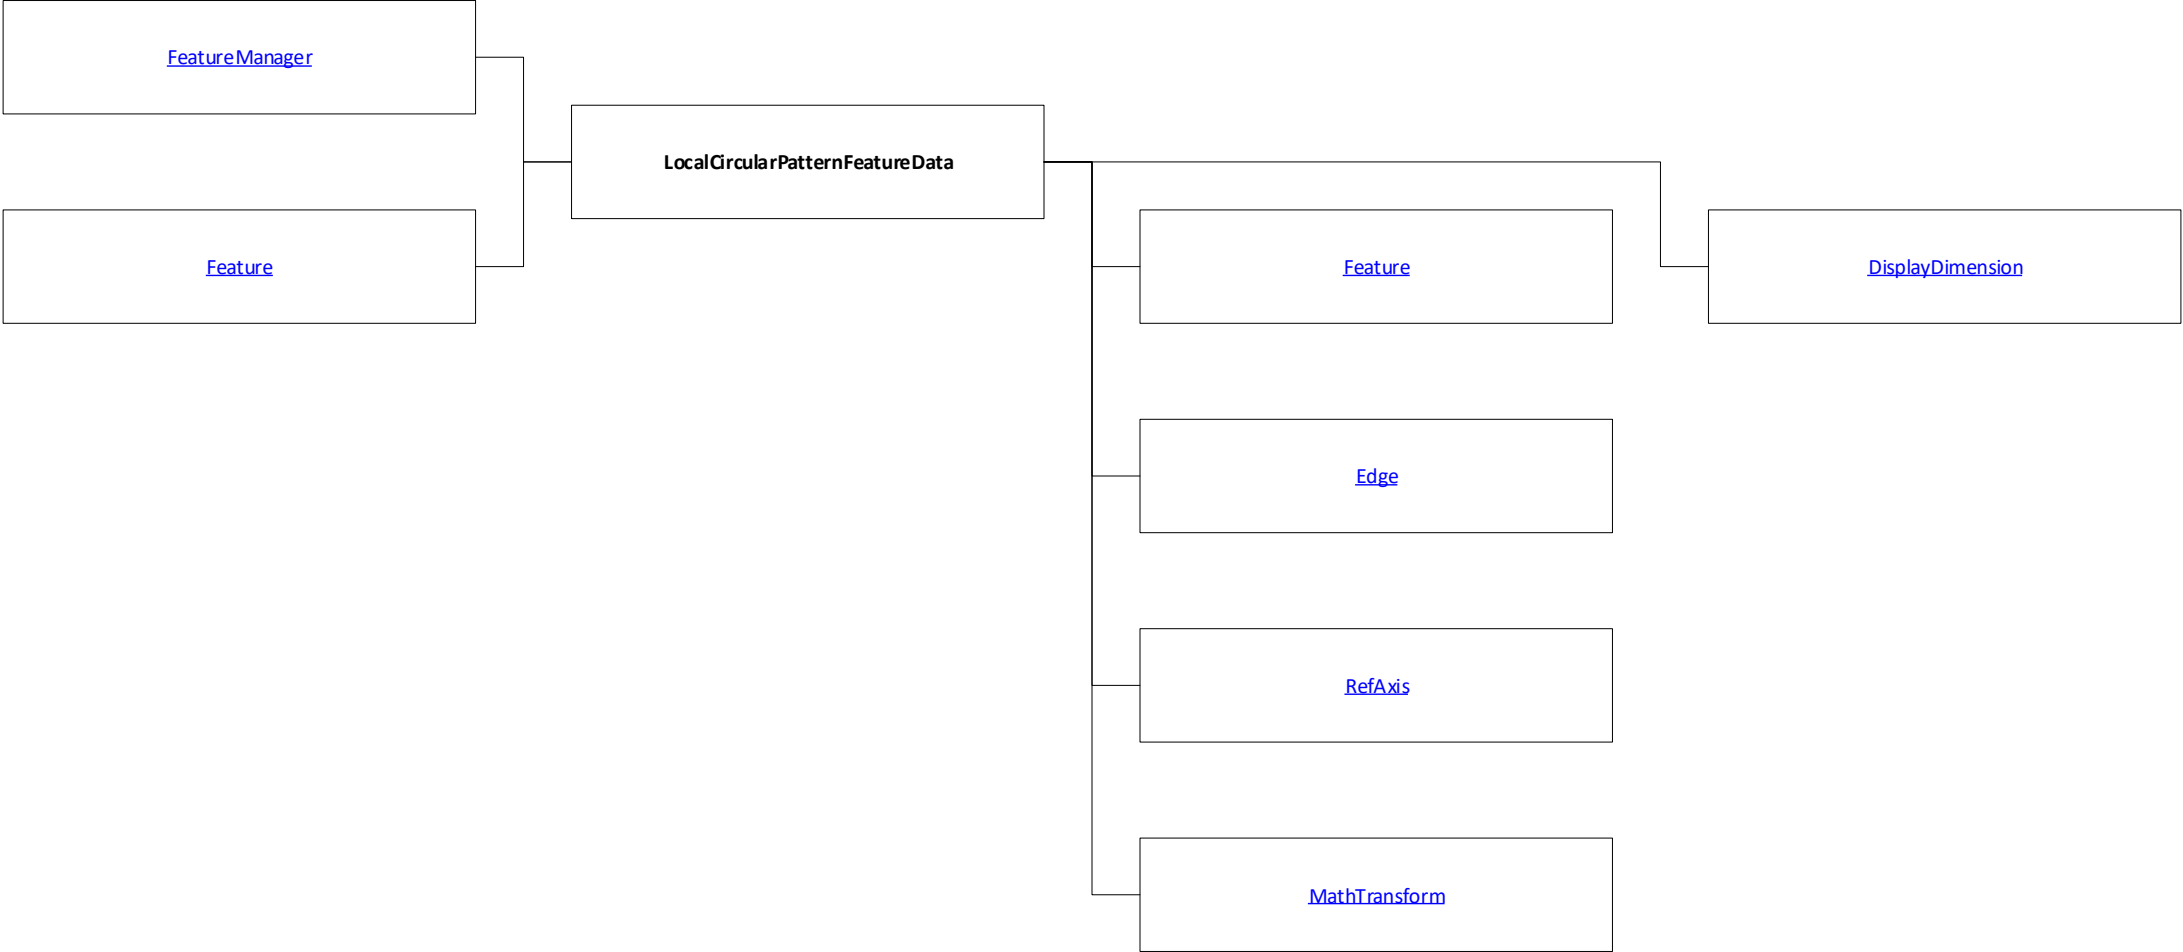 FeatureManager
LocalCircularPatternFeatureData
Feature
Feature
DisplayDimension
Edge
RefAxis
MathTransform